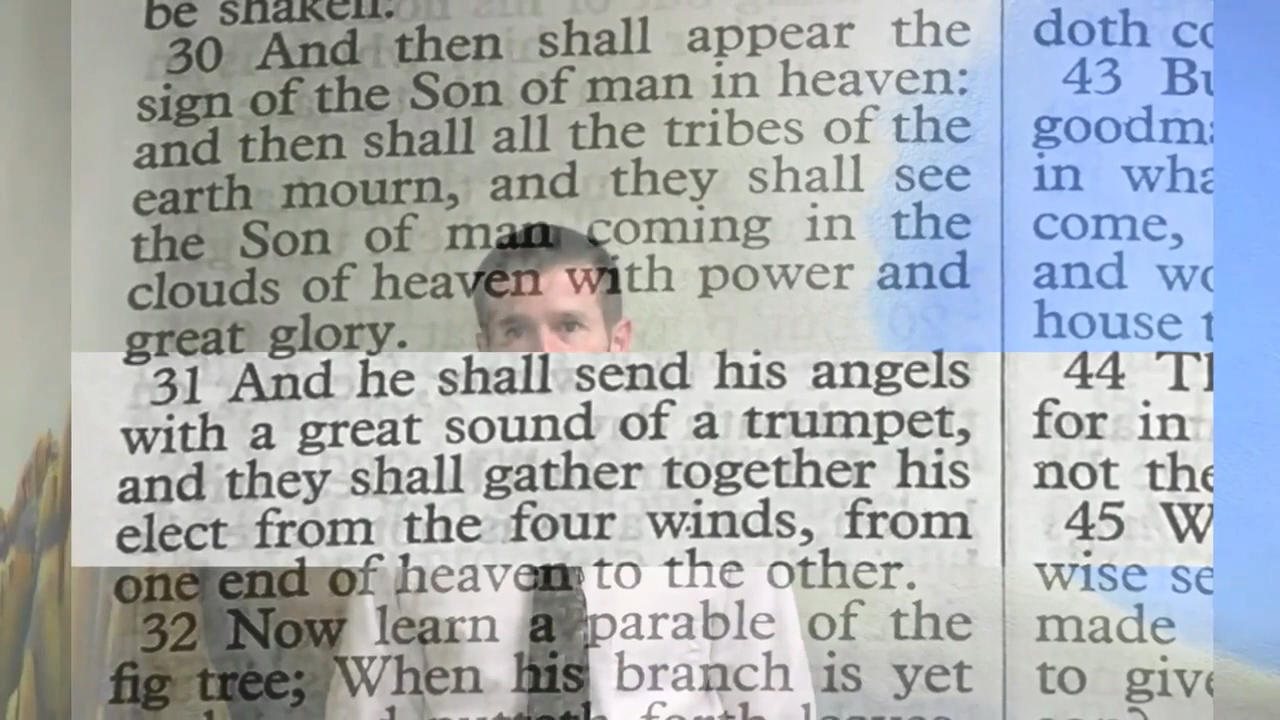 be shaken:
30 And then shall appear the
sign of the Son of man in heaven:
and then shall all the tribes of the
earth mourn, and they shall see
the Son of man coming in the
clouds of heaven with power and
great glory.
31 And he shall send his angels
with a great sound of a trumpet,
and they shall gather together his
elect from the four winds, from
one end of heaven to the other.
32 Now learn a parable of the
fig tree; When his branch is yet
forth leaves,
doth
43
goodm
in
come,
and
house
44
for in
not the
45
wise
made
to